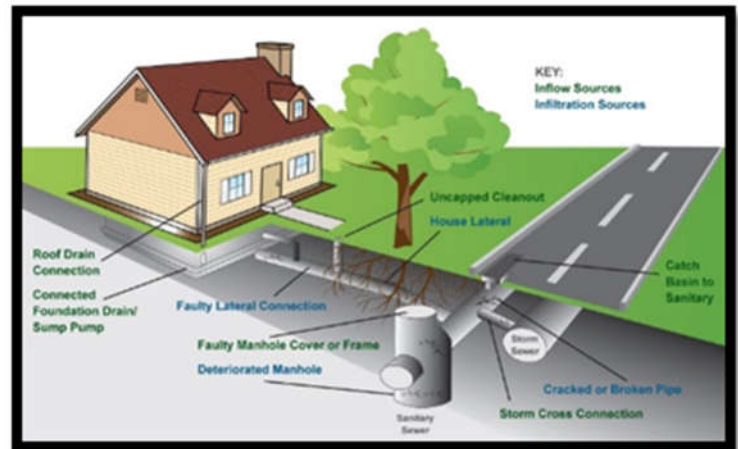 KEY:
Inflow Sources
Infiltration Sources
Uncapped Cleanout
House Lateral
Roof Drain
Connection
Connected
Foundation Drain/
Sump Pump
Faulty Lateral Connection
Catch
Basin to
Sanitary
Faulty Manhole Cover or Frame
Storm
Sewer
Deteriorated Manhole
Cracked or Broken Pipe
Storm Cross Connection
Sanitary
Sewer